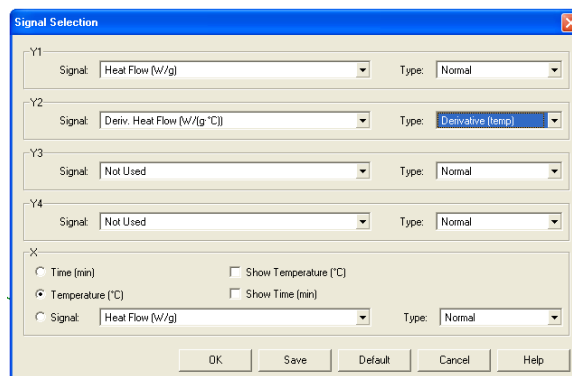 Signal Selection
Y1
Signal: Heat Flow (W/g) Type: Normal
Y2
Signal: Deriv. Heat Flow (W/(g·°C)) Type: Derivative (temp)
Y3
Signal: Not Used Type: Normal
Y4
Signal: Not Used Type: Normal
X
Time (min) Show Temperature (°C)
Temperature (°C) Show Time (min)
Signal: Heat Flow (W/g) Type: Normal
OK Save Default Cancel Help